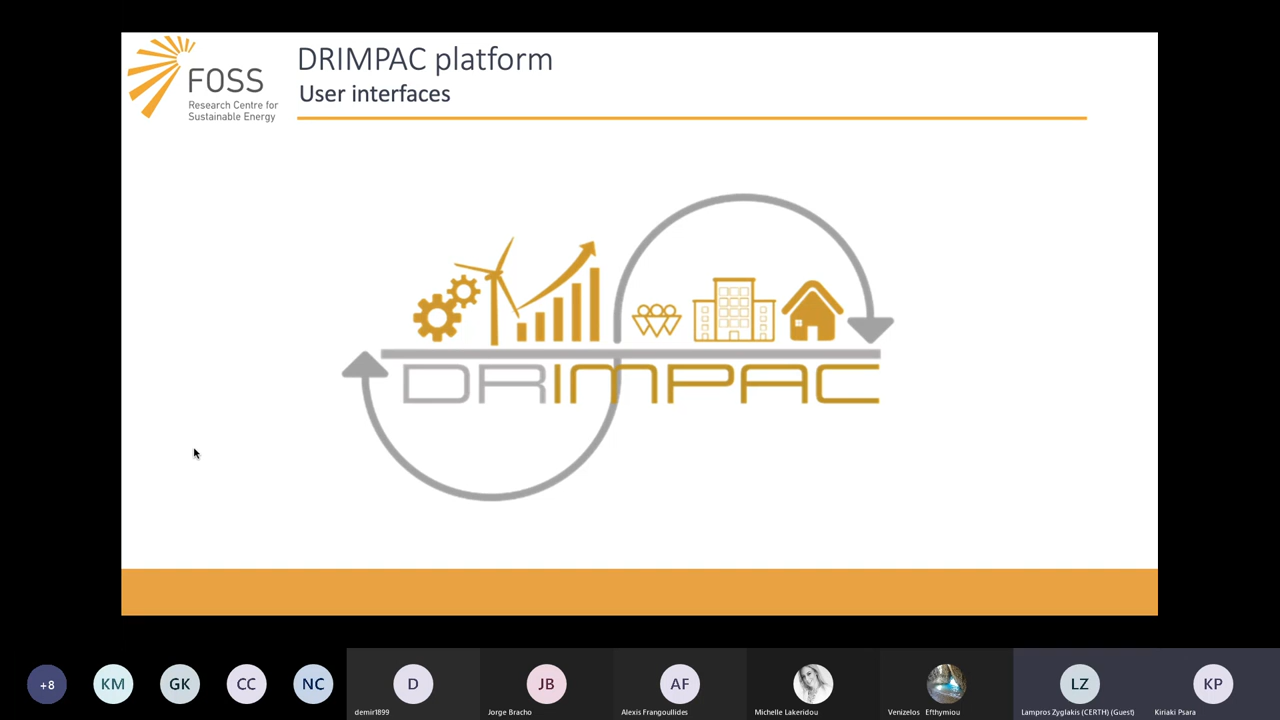 DRIMPAC platform
FOSS
User interfaces
Research Centre for
Sustainable Energy
DRIMPAC
+8
KM
GK
CC
NC
D
JB
AF
LZ
KP
demir1899
Jorge Bracho
Alexis Frangoullides
Michelle Lakeridou
Venizelos Efthymiou
Lampros Zyglakis (CERTH) (Guest)
Kiriaki Psara